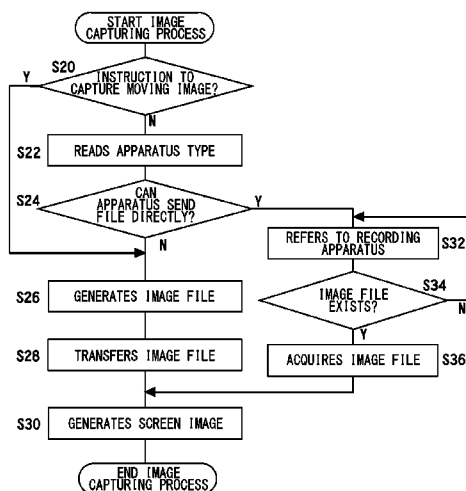 START IMAGE
CAPTURING PROCESS
S20
Y
INSTRUCTION TO
CAPTURE MOVING IMAGE?
N
S22
READS APPARATUS TYPE
S24
CAN
APPARATUS SEND
FILE DIRECTLY?
Y
N
REFERS TO RECORDING
APPARATUS
S32
S34
IMAGE FILE
EXISTS?
N
Y
S26
GENERATES IMAGE FILE
S28
TRANSFERS IMAGE FILE
ACQUIRES IMAGE FILE
S36
S30
GENERATES SCREEN IMAGE
END IMAGE
CAPTURING PROCESS